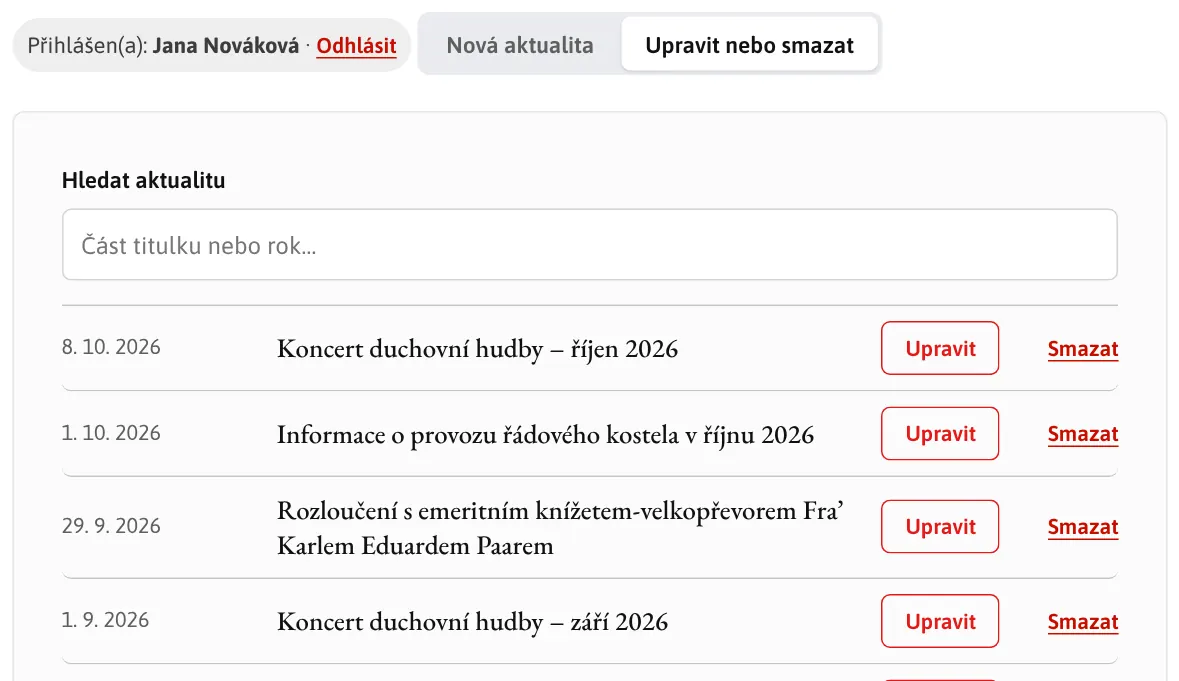 Přihlášen(a): Jana Nováková · Odhlásit
Nová aktualita
Upravit nebo smazat
Hledat aktualitu
Část titulku nebo rok...
8. 10. 2026 Koncert duchovní hudby – říjen 2026 Upravit Smazat
1. 10. 2026 Informace o provozu řádového kostela v říjnu 2026 Upravit Smazat
29. 9. 2026 Rozloučení s emeritním knížetem-velkopřevorem Fra’
Karlem Eduardem Paarem Upravit Smazat
1. 9. 2026 Koncert duchovní hudby – září 2026 Upravit Smazat